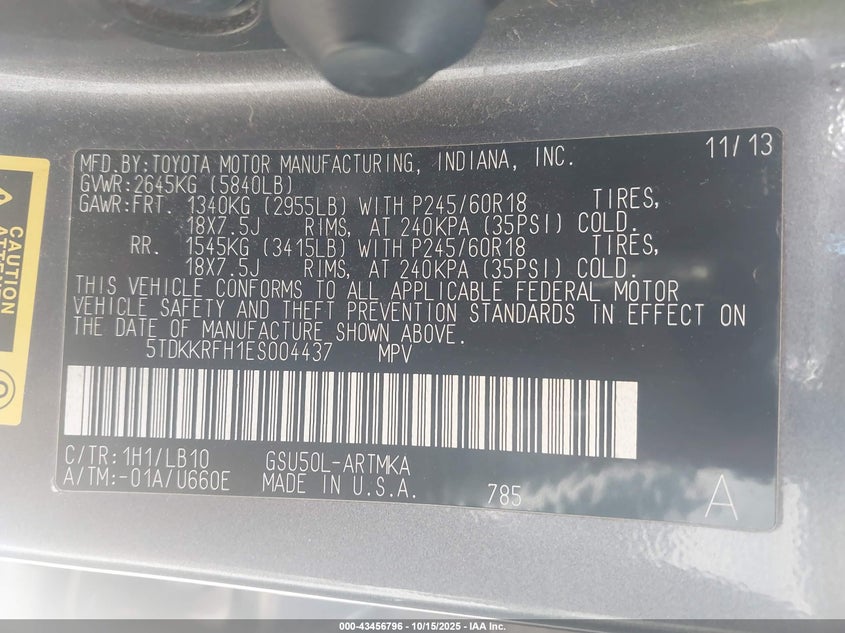 MFD.BY:TOYOTA MOTOR MANUFACTURING, INDIANA, INC. 11/13
GVWR:2645KG (5840LB)
GAWR:FRT. 1340KG (2955LB) WITH P245/60R18 TIRES,
18X7.5J RIMS, AT 240KPA (35PSI) COLD.
RR. 1545KG (3415LB) WITH P245/60R18 TIRES,
18X7.5J RIMS, AT 240KPA (35PSI) COLD.
THIS VEHICLE CONFORMS TO ALL APPLICABLE FEDERAL MOTOR
VEHICLE SAFETY AND THEFT PREVENTION STANDARDS IN EFFECT ON
THE DATE OF MANUFACTURE SHOWN ABOVE.
5TDKKRFH1ES004437 MPV
C/TR:1H1/LB10 GSU50L-ARTMKA
A/TM:-01A/U660E MADE IN U.S.A. 785 A
CAUTION
000-43456796 - 10/15/2025 - IAA Inc.